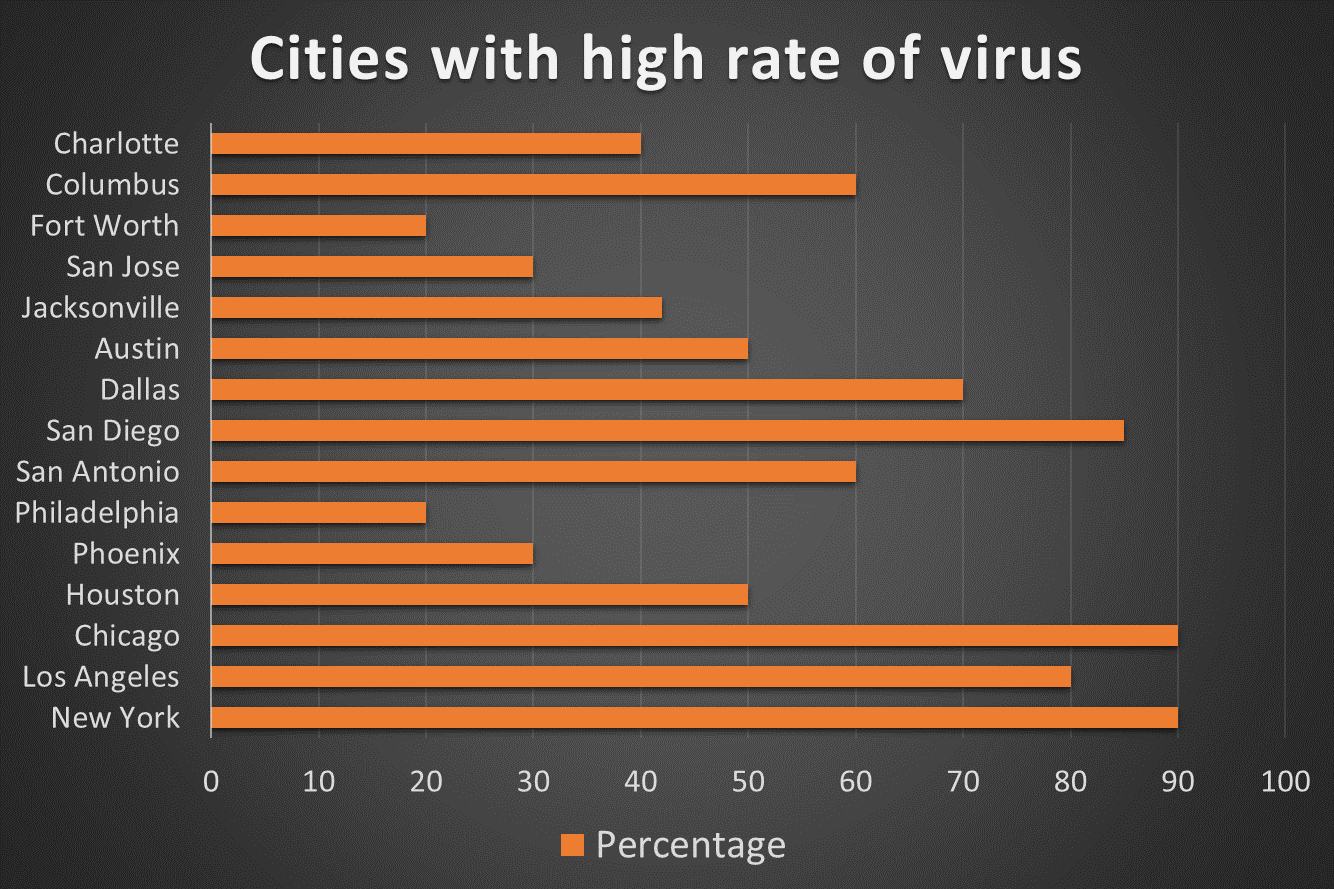 Cities with high rate of virus
Charlotte
Columbus
Fort Worth
San Jose
Jacksonville
Austin
Dallas
San Diego
San Antonio
Philadelphia
Phoenix
Houston
Chicago
Los Angeles
New York
0 10 20 30 40 50 60 70 80 90 100
Percentage